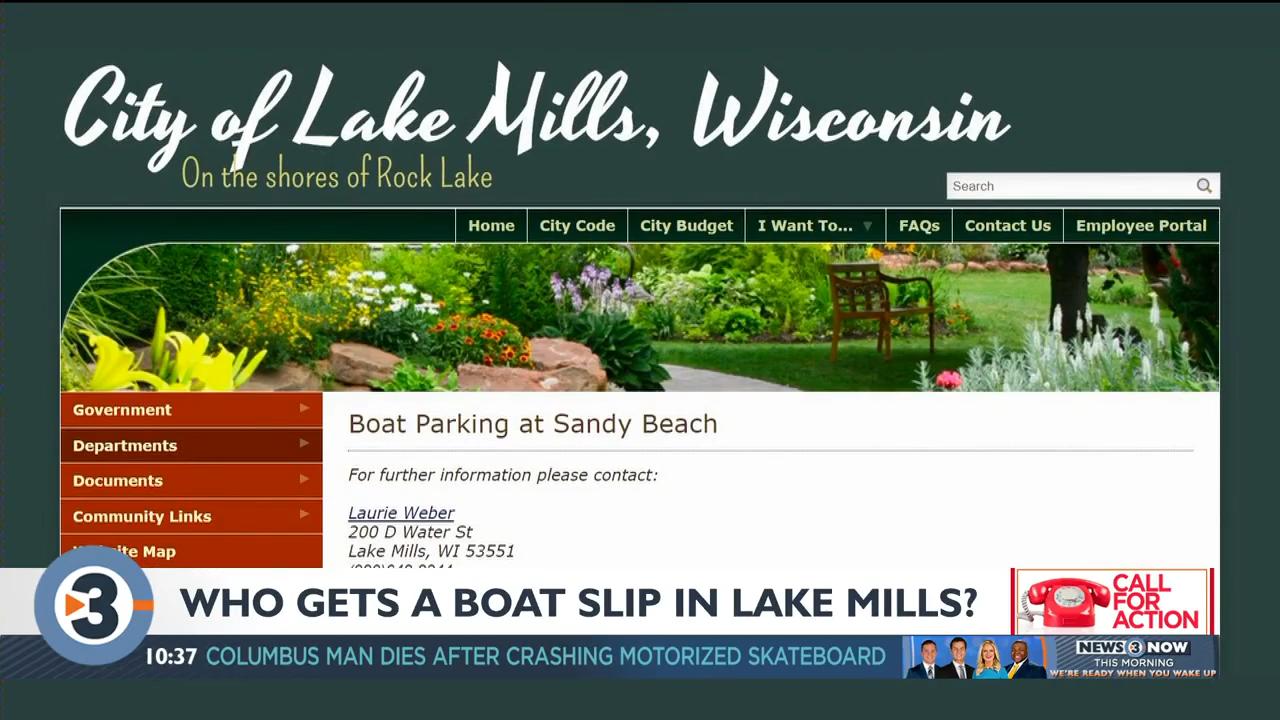 City of Lake Mills, Wisconsin
On the shores of Rock Lake
Search
Home
City Code
City Budget
I Want To...
FAQs
Contact Us
Employee Portal
Government
Departments
Documents
Community Links
Map
Boat Parking at Sandy Beach
For further information please contact:
Laurie Weber
200 D Water St
Lake Mills, WI 53551
3
WHO GETS A BOAT SLIP IN LAKE MILLS?
CALL
FOR
ACTION
10:37 COLUMBUS MAN DIES AFTER CRASHING MOTORIZED SKATEBOARD
NEWS 3 NOW
THIS MORNING
WE'RE READY WHEN YOU WAKE UP